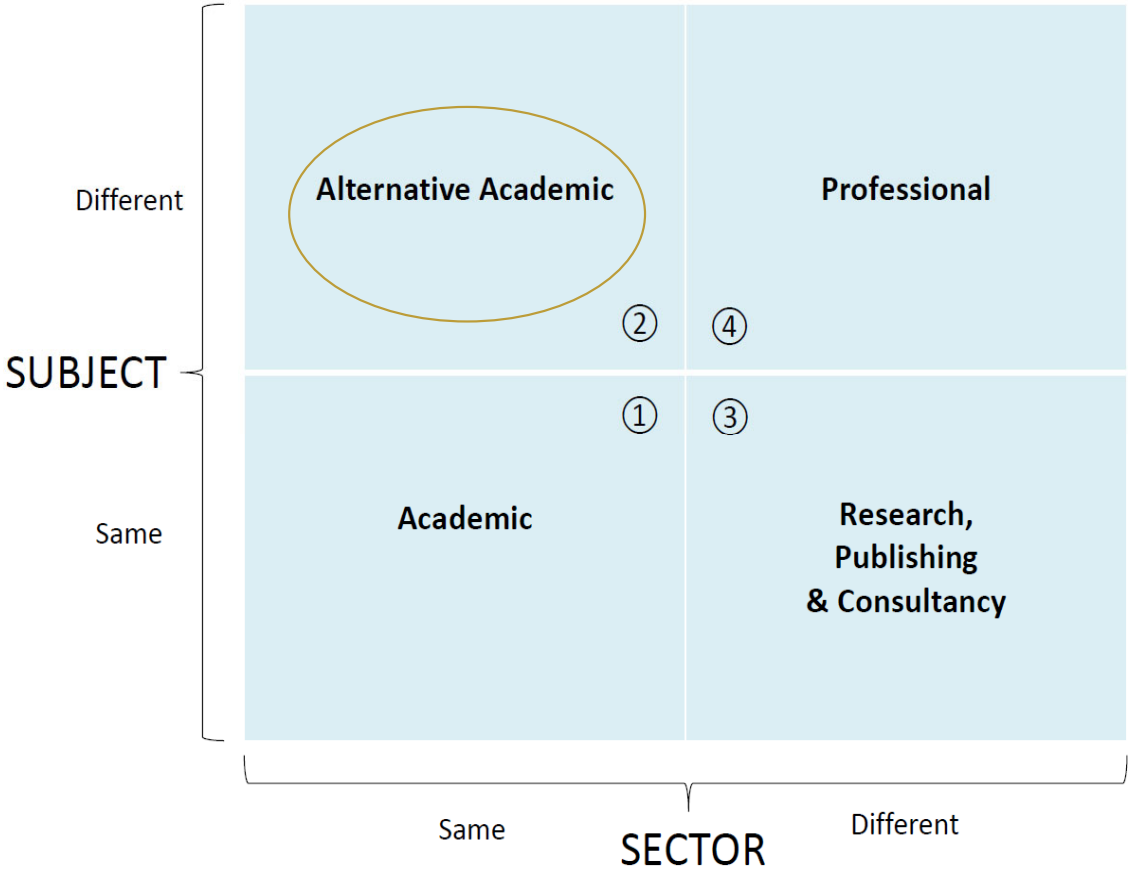 Alternative Academic
Professional
Different
② ④
SUBJECT
① ③
Academic
Research,
Publishing
& Consultancy
Same
Same
Different
SECTOR